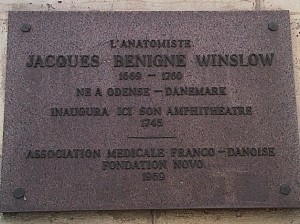 L'ANATOMISTE
JACQUES BENIGNE WINSLOW
1669 - 1760
NE A ODENSE - DANEMARK
INAUGURA ICI SON AMPHITHEATRE
1745
ASSOCIATION MEDICALE FRANCO - DANOISE
FONDATION NOVO
1969